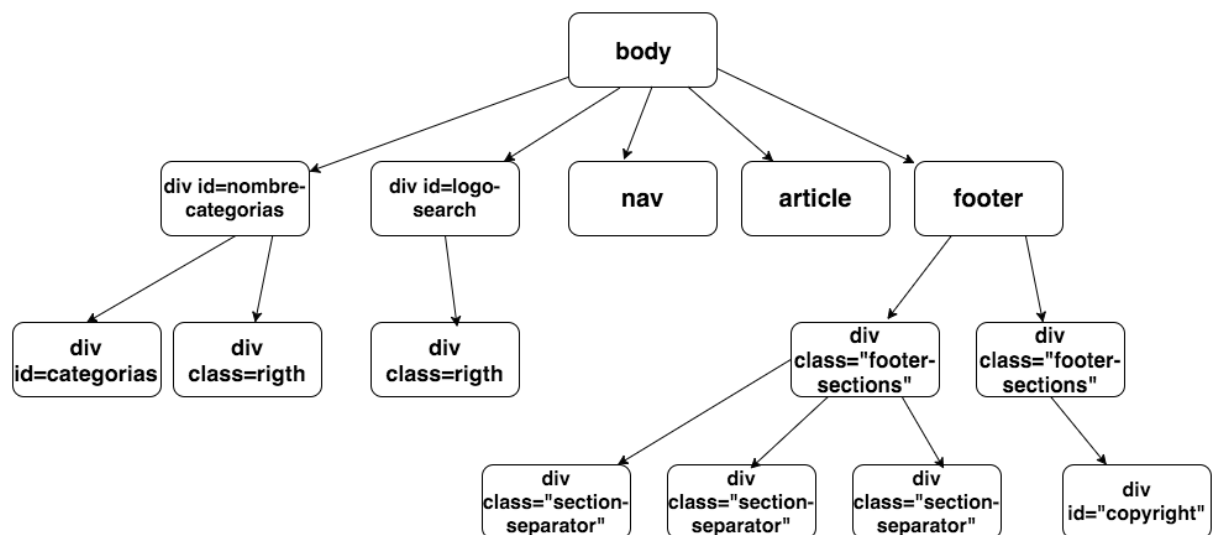 body
div id=nombre-
categorias
div id=logo-
search
nav
article
footer
div
id=categorias
div
class=rigth
div
class=rigth
div
class="footer-
sections"
div
class="footer-
sections"
div
class="section-
separator"
div
class="section-
separator"
div
class="section-
separator"
div
id="copyright"